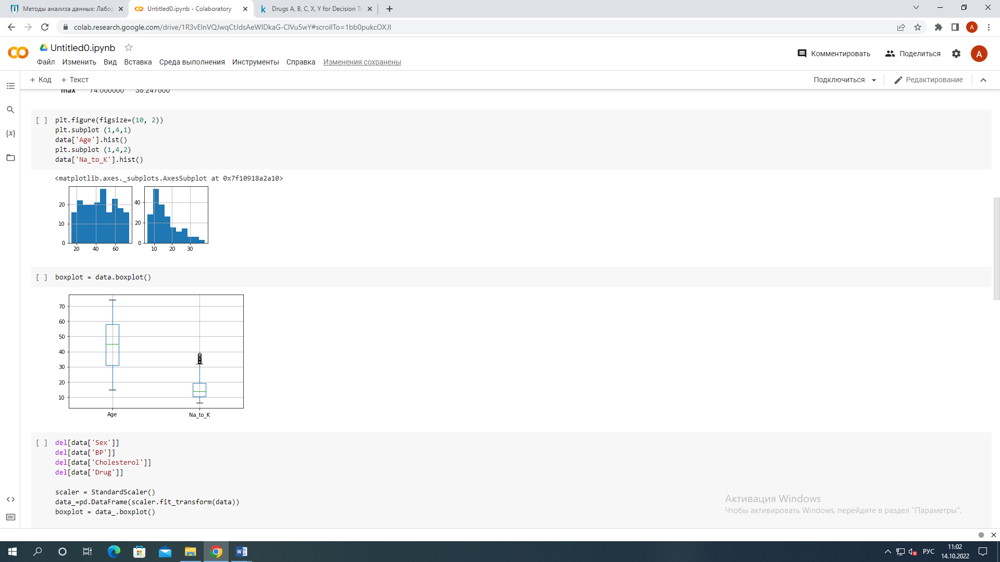 Методы анализа данных: Лабор
Untitled0.ipynb - Colaboratory
Drugs A, B, C, X, Y for Decision Tr
colab.research.google.com/drive/1R3vEInVQJwqCtJdsAeWIDkaG-ClVu5wY#scrollTo=1bb0pukcOXJI
A
Untitled0.ipynb
Файл Изменить Вид Вставка Среда выполнения Инструменты Справка Изменения сохранены
Комментировать Поделиться A
+ Код + Текст
Подключиться Редактирование
max 74.000000 38.247000
[ ] plt.figure(figsize=(10, 2))
plt.subplot (1,4,1)
data['Age'].hist()
plt.subplot (1,4,2)
data['Na_to_K'].hist()
<matplotlib.axes._subplots.AxesSubplot at 0x7f10918a2a10>
20
10
0
20 40 60
40
20
0
10 20 30
[ ] boxplot = data.boxplot()
70
60
50
40
30
20
10
Age Na_to_K
[ ] del[data['Sex']]
del[data['BP']]
del[data['Cholesterol']]
del[data['Drug']]
scaler = StandardScaler()
data_=pd.DataFrame(scaler.fit_transform(data))
boxplot = data_.boxplot()
Активация Windows
Чтобы активировать Windows, перейдите в раздел "Параметры".
РУС
11:02
14.10.2022